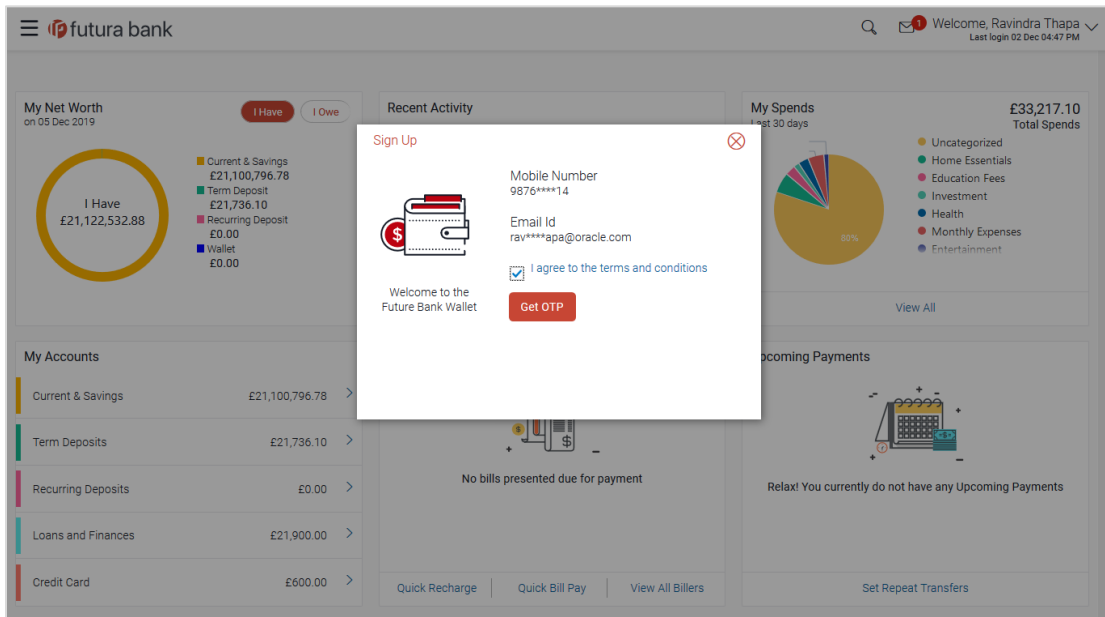 futura bank
1
Welcome, Ravindra Thapa
Last login 02 Dec 04:47 PM
My Net Worth
on 05 Dec 2019
I Have
I Owe
I Have
£21,122,532.88
Current & Savings
£21,100,796.78
Term Deposit
£21,736.10
Recurring Deposit
£0.00
Wallet
£0.00
Recent Activity
My Spends
Last 30 days
£33,217.10
Total Spends
80%
Uncategorized
Home Essentials
Education Fees
Investment
Health
Monthly Expenses
Entertainment
View All
Sign Up
$
Welcome to the
Future Bank Wallet
Mobile Number
9876****14
Email Id
rav****apa@oracle.com
I agree to the terms and conditions
Get OTP
My Accounts
Current & Savings £21,100,796.78
Term Deposits £21,736.10
Recurring Deposits £0.00
Loans and Finances £21,900.00
Credit Card £600.00
$
$
No bills presented due for payment
Quick Recharge
Quick Bill Pay
View All Billers
pcoming Payments
Relax! You currently do not have any Upcoming Payments
Set Repeat Transfers